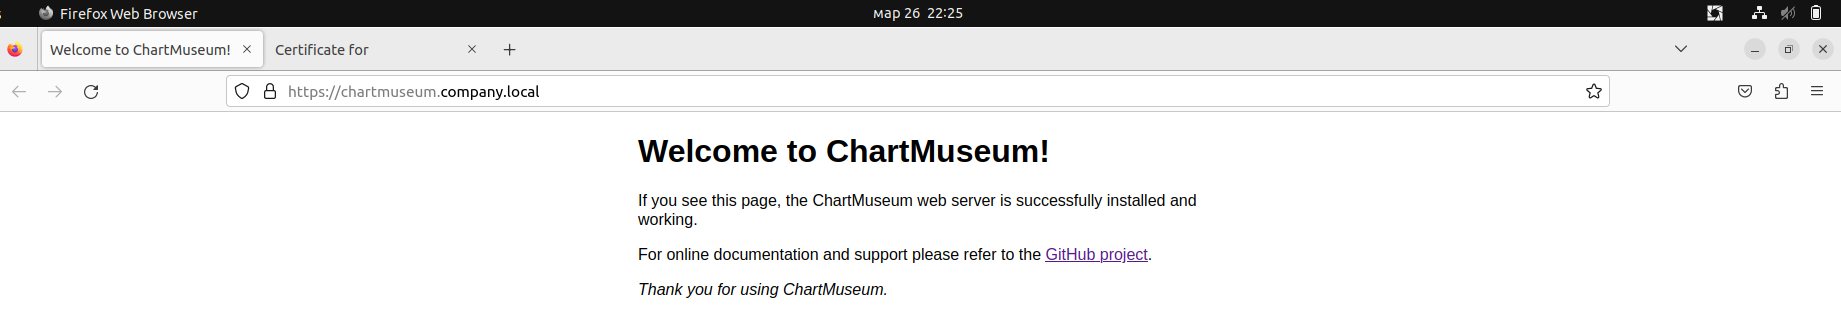 Firefox Web Browser
мар 26 22:25
Welcome to ChartMuseum!
Certificate for
https://chartmuseum.company.local
Welcome to ChartMuseum!
If you see this page, the ChartMuseum web server is successfully installed and
working.
For online documentation and support please refer to the GitHub project.
Thank you for using ChartMuseum.